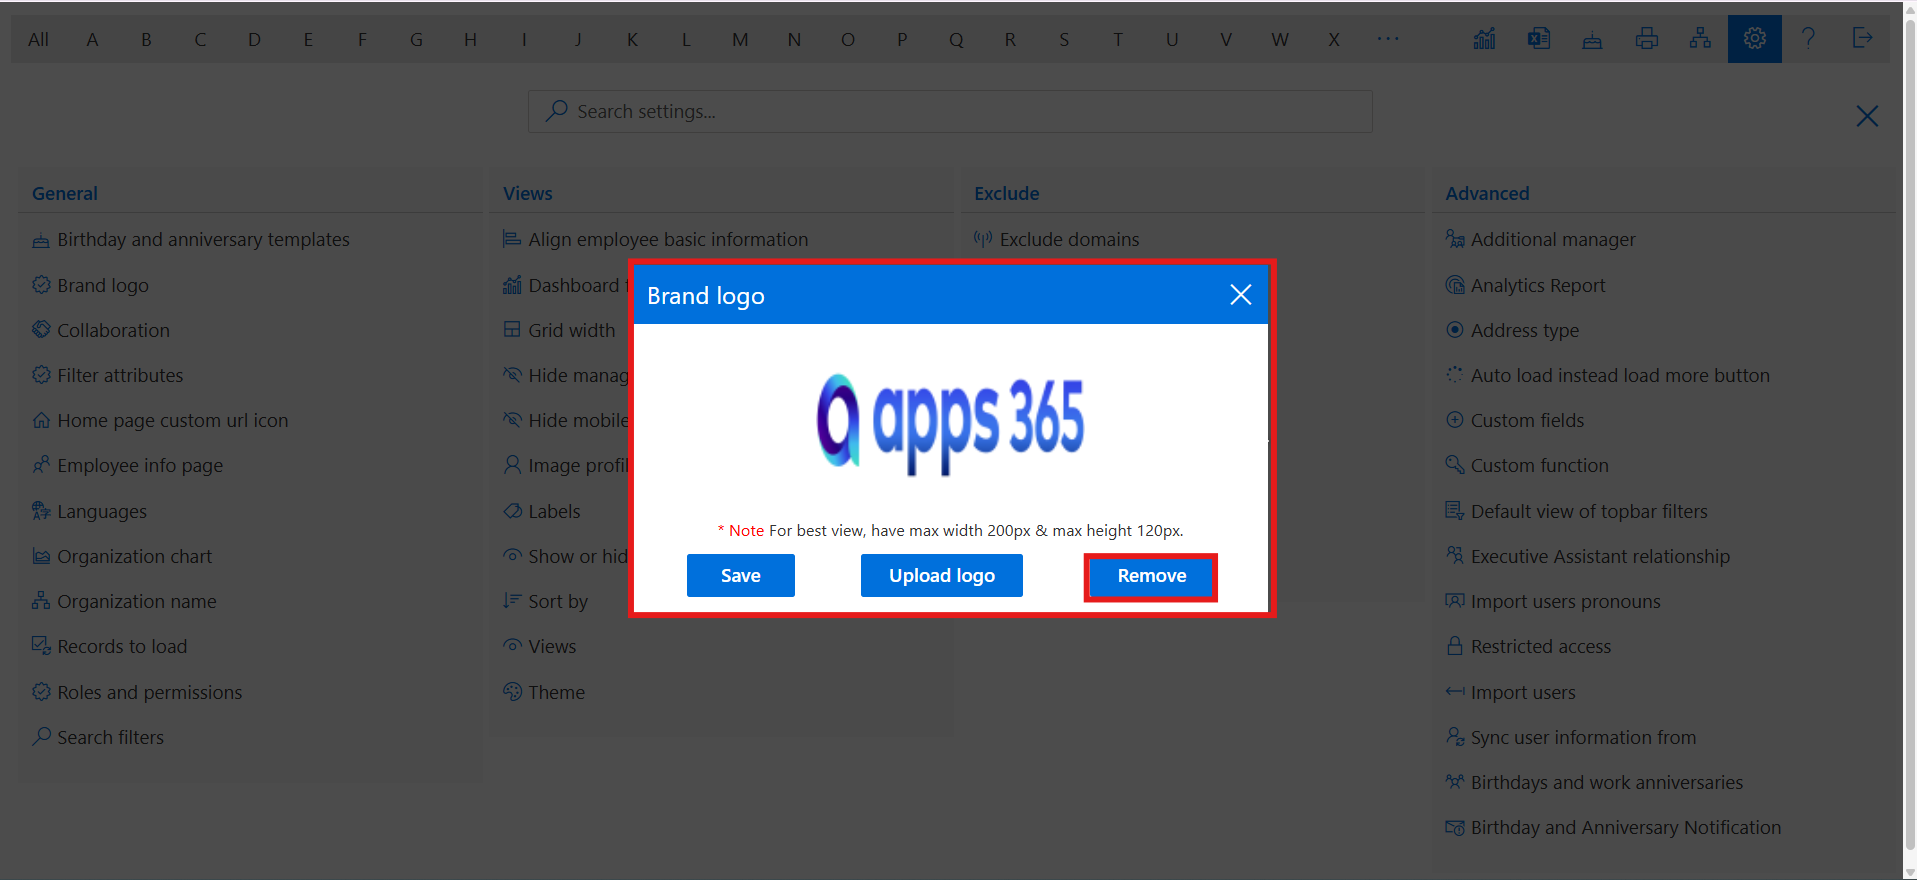 All A B C D E F G H I J K L M N O P Q R S T U V W X ...
Search settings...
General
Birthday and anniversary templates
Brand logo
Collaboration
Filter attributes
Home page custom url icon
Employee info page
Languages
Organization chart
Organization name
Records to load
Roles and permissions
Search filters
Views
Align employee basic information
Dashboard
Grid width
Hide
Hide mobile
Image
Labels
Show or
Sort by
Views
Theme
Exclude
Exclude domains
Advanced
Additional manager
Analytics Report
Address type
Auto load instead load more button
Custom fields
Custom function
Default view of topbar filters
Executive Assistant relationship
Import users pronouns
Restricted access
Import users
Sync user information from
Birthdays and work anniversaries
Birthday and Anniversary Notification
Brand logo
apps 365
* Note For best view, have max width 200px & max height 120px.
Save Upload logo Remove